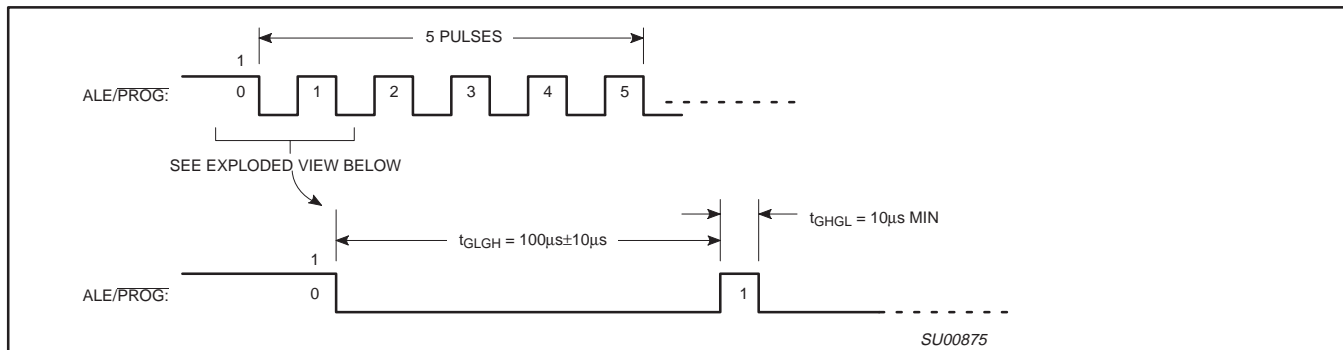 5 PULSES
1
ALE/PROG:
0 1 2 3 4 5
SEE EXPLODED VIEW BELOW
tGHGL = 10µs MIN
tGLGH = 100µs±10µs
1
ALE/PROG:
0 1
SU00875